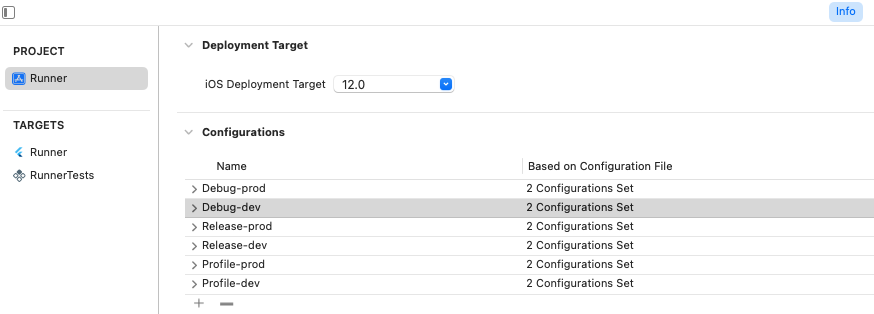 Info
PROJECT
Runner
TARGETS
Runner
RunnerTests
Deployment Target
iOS Deployment Target 12.0
Configurations
Name Based on Configuration File
Debug-prod 2 Configurations Set
Debug-dev 2 Configurations Set
Release-prod 2 Configurations Set
Release-dev 2 Configurations Set
Profile-prod 2 Configurations Set
Profile-dev 2 Configurations Set